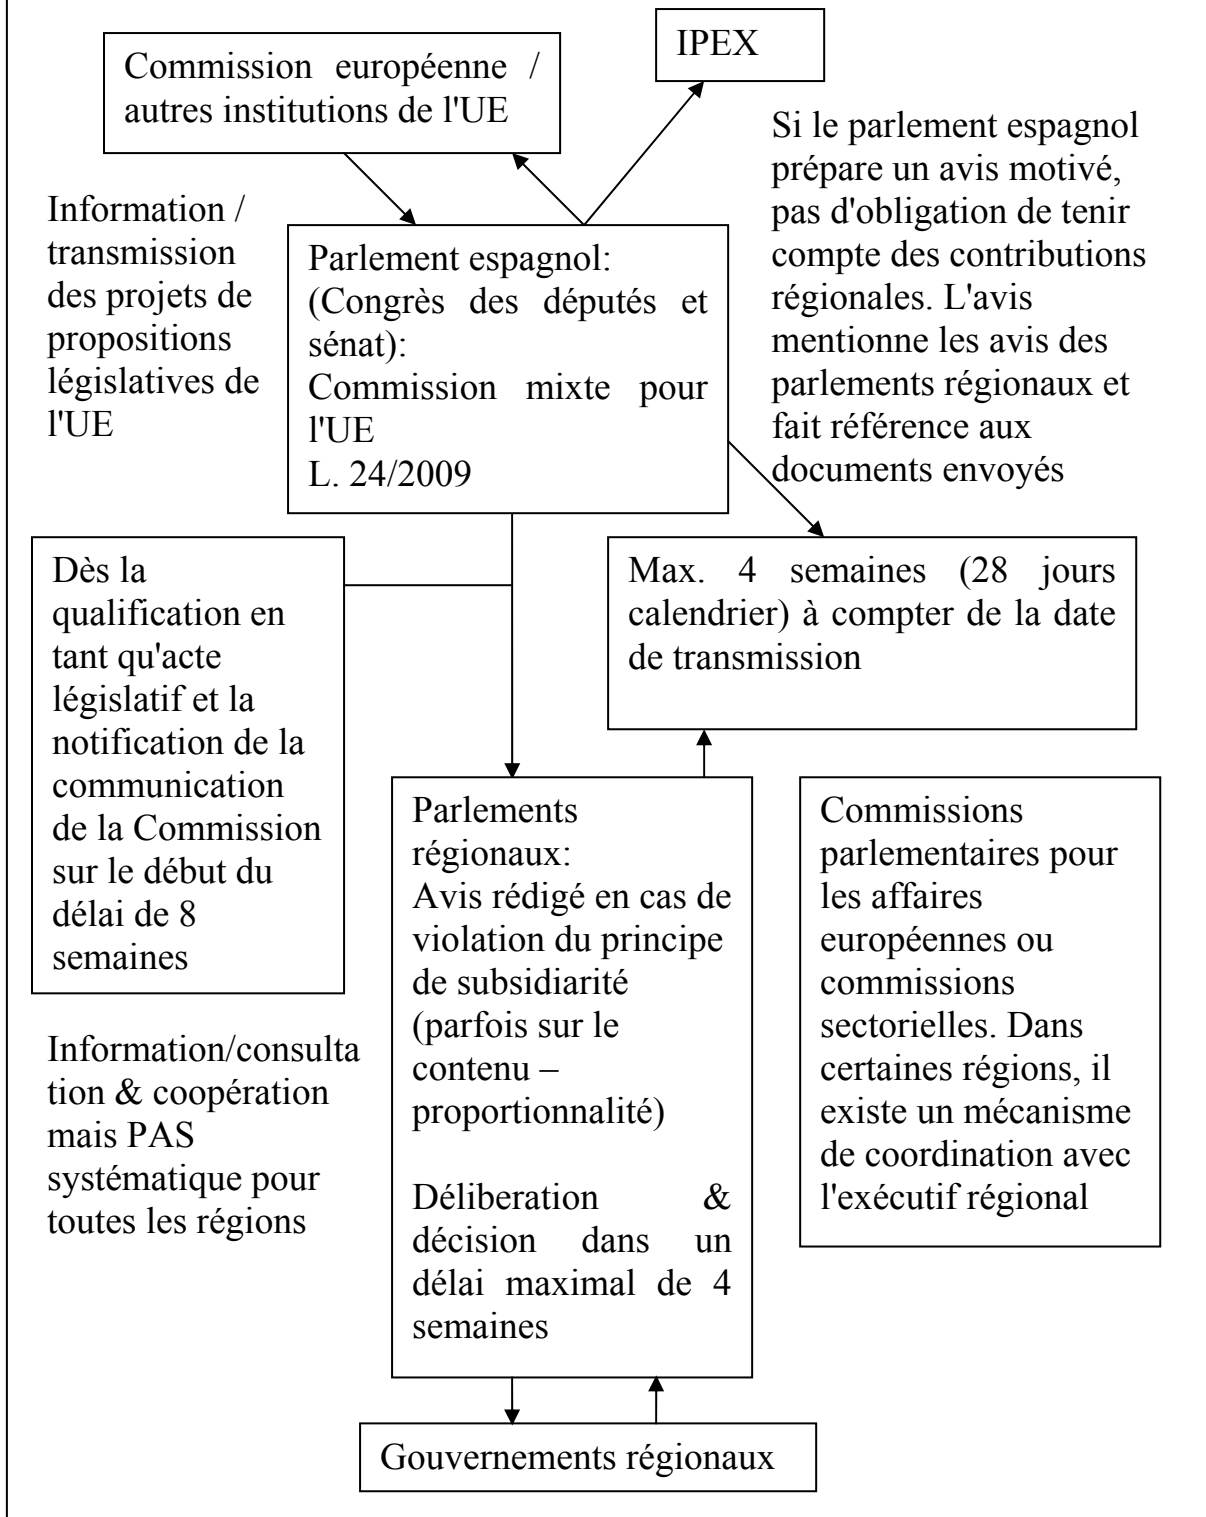 IPEX
Commission européenne /
autres institutions de l'UE
Si le parlement espagnol
prépare un avis motivé,
pas d'obligation de tenir
compte des contributions
régionales. L'avis
mentionne les avis des
parlements régionaux et
fait référence aux
documents envoyés
Information /
transmission
des projets de
propositions
législatives de
l'UE
Parlement espagnol:
(Congrès des députés et
sénat):
Commission mixte pour
l'UE
L. 24/2009
Dès la
qualification en
tant qu'acte
législatif et la
notification de la
communication
de la Commission
sur le début du
délai de 8
semaines
Max. 4 semaines (28 jours
calendrier) à compter de la date
de transmission
Parlements
régionaux:
Avis rédigé en cas de
violation du principe
de subsidiarité
(parfois sur le
contenu –
proportionnalité)
Déliberation &
décision dans un
délai maximal de 4
semaines
Commissions
parlementaires pour
les affaires
européennes ou
commissions
sectorielles. Dans
certaines régions, il
existe un mécanisme
de coordination avec
l'exécutif régional
Information/consulta
tion & coopération
mais PAS
systématique pour
toutes les régions
Gouvernements régionaux